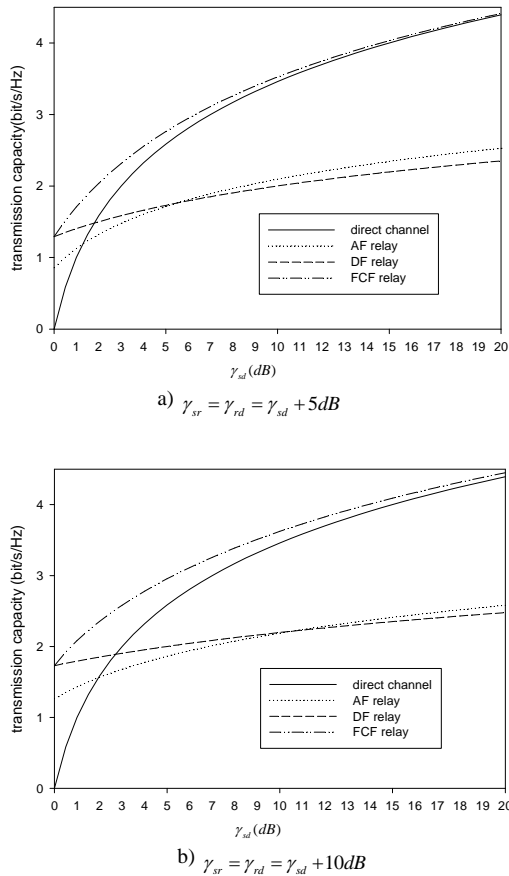 4
3
2
1
0
transmission capacity(bit/s/Hz)
direct channel
AF relay
DF relay
FCF relay
0 1 2 3 4 5 6 7 8 9 10 11 12 13 14 15 16 17 18 19 20
γsd(dB)
a) γsr = γrd = γsd + 5dB
4
3
2
1
0
transmission capacity (bit/s/Hz)
direct channel
AF relay
DF relay
FCF relay
0 1 2 3 4 5 6 7 8 9 10 11 12 13 14 15 16 17 18 19 20
γsd(dB)
b) γsr = γrd = γsd + 10dB